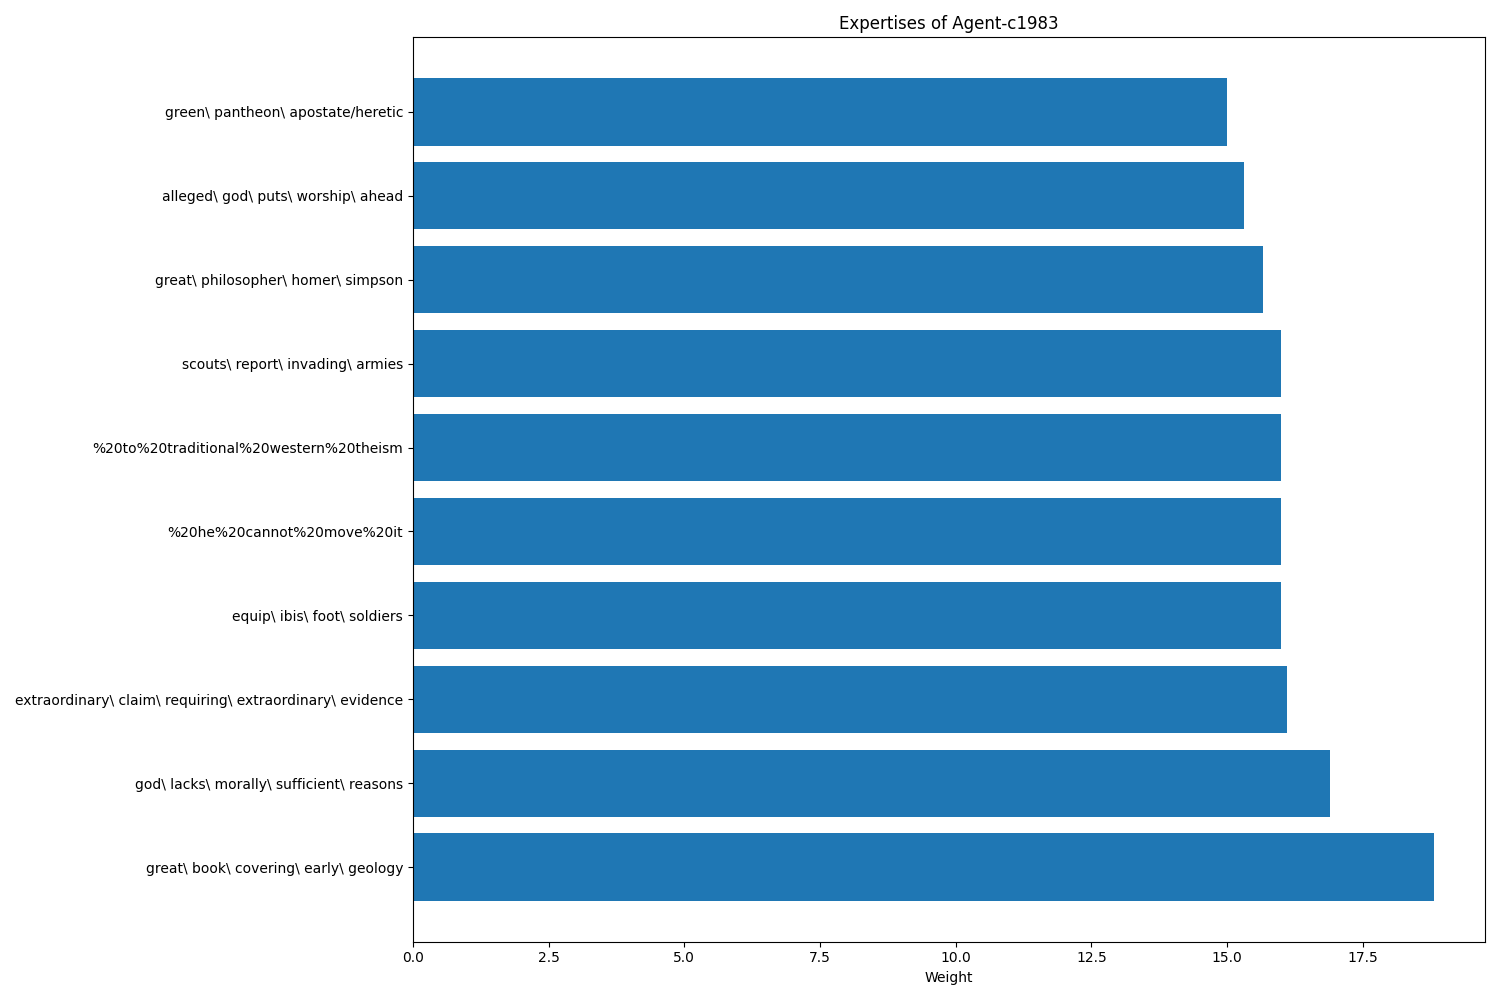 Expertises of Agent-c1983
green\ pantheon\ apostate/heretic
alleged\ god\ puts\ worship\ ahead
great\ philosopher\ homer\ simpson
scouts\ report\ invading\ armies
%20to%20traditional%20western%20theism
%20he%20cannot%20move%20it
equip\ ibis\ foot\ soldiers
extraordinary\ claim\ requiring\ extraordinary\ evidence
god\ lacks\ morally\ sufficient\ reasons
great\ book\ covering\ early\ geology
0.0 2.5 5.0 7.5 10.0 12.5 15.0 17.5
Weight